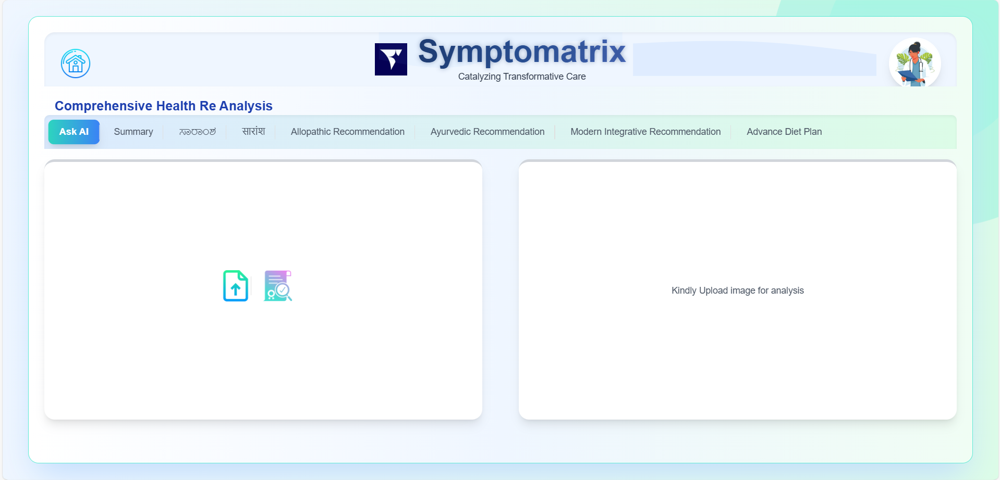 Symptomatrix
Catalyzing Transformative Care
Comprehensive Health Re Analysis
Ask AI
Summary
ಸಾರಾಂಶ
सारांश
Allopathic Recommendation
Ayurvedic Recommendation
Modern Integrative Recommendation
Advance Diet Plan
Kindly Upload image for analysis